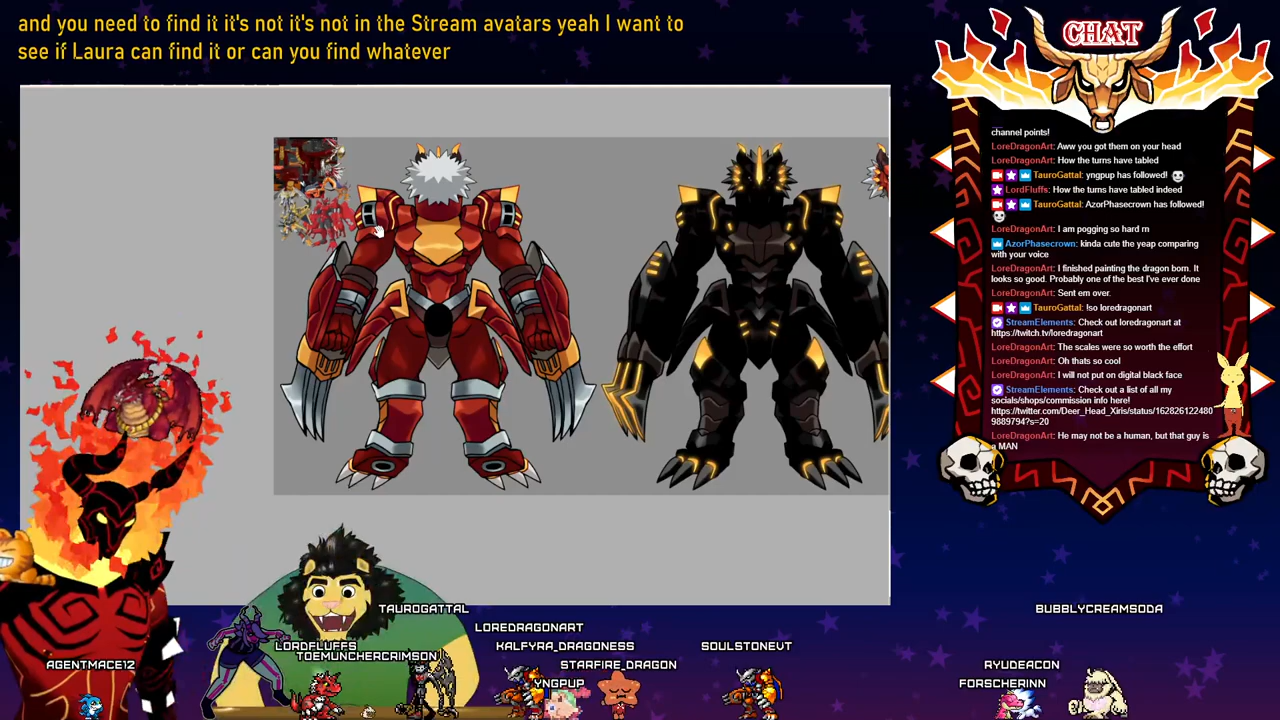 and you need to find it it's not it's not in the Stream avatars yeah I want to
see if Laura can find it or can you find whatever
CHAT
channel points!
LoreDragonArt: Aww you got them on your head
LoreDragonArt: How the turns have tabled
TauroGattal: yngpup has followed!
LordFluffs: How the turns have tabled indeed
TauroGattal: AzorPhasecrown has followed!
LoreDragonArt: I am pogging so hard rn
AzorPhasecrown: kinda cute the yeap comparing
with your voice
LoreDragonArt: I finished painting the dragon born. It
looks so good. Probably one of the best I've ever done
LoreDragonArt: Sent em over.
TauroGattal: !so loredragonart
StreamElements: Check out loredragonart at
https://twitch.tv/loredragonart
LoreDragonArt: The scales were so worth the effort
LoreDragonArt: Oh thats so cool
LoreDragonArt: I will not put on digital black face
StreamElements: Check out a list of all my
socials/shops/commission info here!
https://twitter.com/Deer_Head_Xiris/status/162826122480
9889794?s=20
LoreDragonArt: He may not be a human, but that guy is
a MAN
TAUROGATTAL
BUBBLYCREAMSODA
LOREDRAGONART
LORDFLUFFS
KALFYRA_DRAGONESS
SOULSTONEVT
TOEMUNCHERCRIMSON
AGENTMACE12
STARFIRE_DRAGON
RYUDEACON
YNGPUP
FORSCHERINN